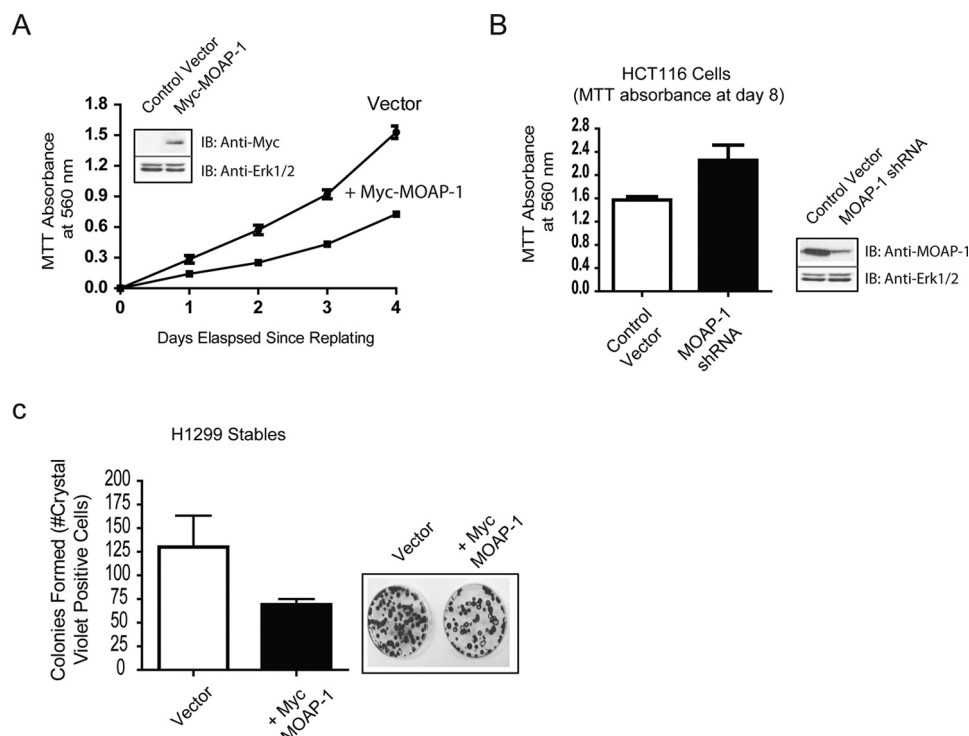 A
Control Vector
Myc-MOAP-1
1.8
1.5
1.2
0.9
0.6
0.3
0.0
MTT Absorbance
at 560 nm
IB: Anti-Myc
IB: Anti-Erk1/2
Vector
+ Myc-MOAP-1
0
1
2
3
4
Days Elaspsed Since Replating
B
HCT116 Cells
(MTT absorbance at day 8)
2.8
2.4
2.0
1.6
1.2
0.8
0.4
0.0
MTT Absorbance
at 560 nm
Control
Vector
MOAP-1
shRNA
Control Vector
MOAP-1 shRNA
IB: Anti-MOAP-1
IB: Anti-Erk1/2
c
H1299 Stables
200
175
150
125
100
75
50
25
0
Colonies Formed (#Crystal
Violet Positive Cells)
Vector
+ Myc
MOAP-1
Vector
+ Myc
MOAP-1